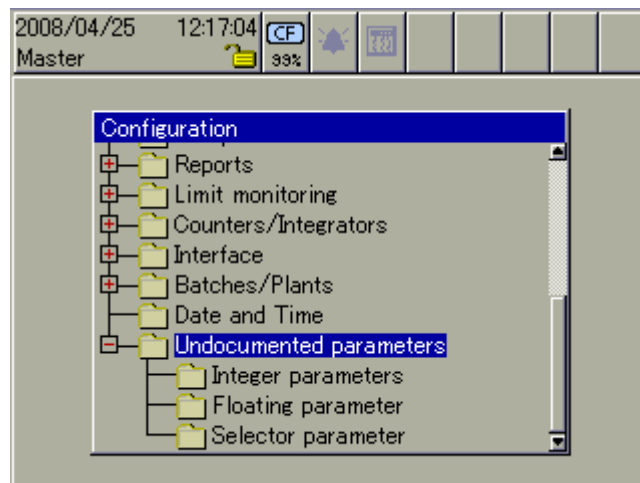 2008/04/25 12:17:04 CF
Master 99%
Configuration
Reports
Limit monitoring
Counters/Integrators
Interface
Batches/Plants
Date and Time
Undocumented parameters
Integer parameters
Floating parameter
Selector parameter